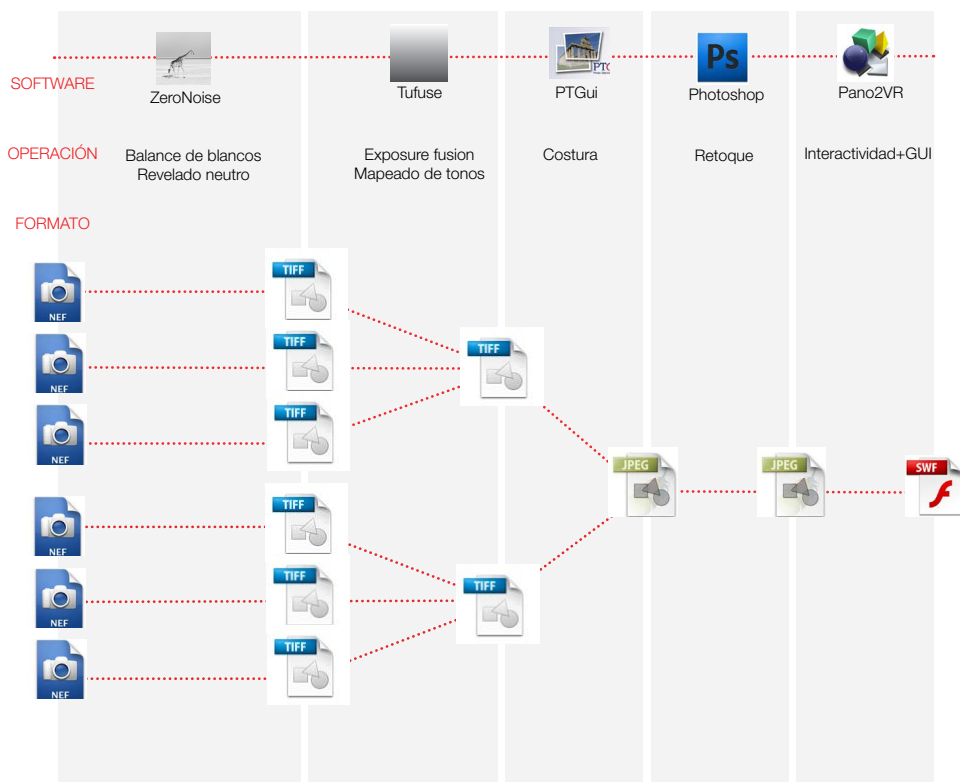 SOFTWARE
PTG
Ps
ZeroNoise
Tufuse
PTGui
Photoshop
Pano2VR
OPERACIÓN
Balance de blancos
Revelado neutro
Exposure fusion
Mapeado de tonos
Costura
Retoque
Interactividad+GUI
FORMATO
NEF
TIFF
NEF
TIFF
TIFF
NEF
TIFF
JPEG
JPEG
SWF
NEF
TIFF
NEF
TIFF
TIFF
NEF
TIFF